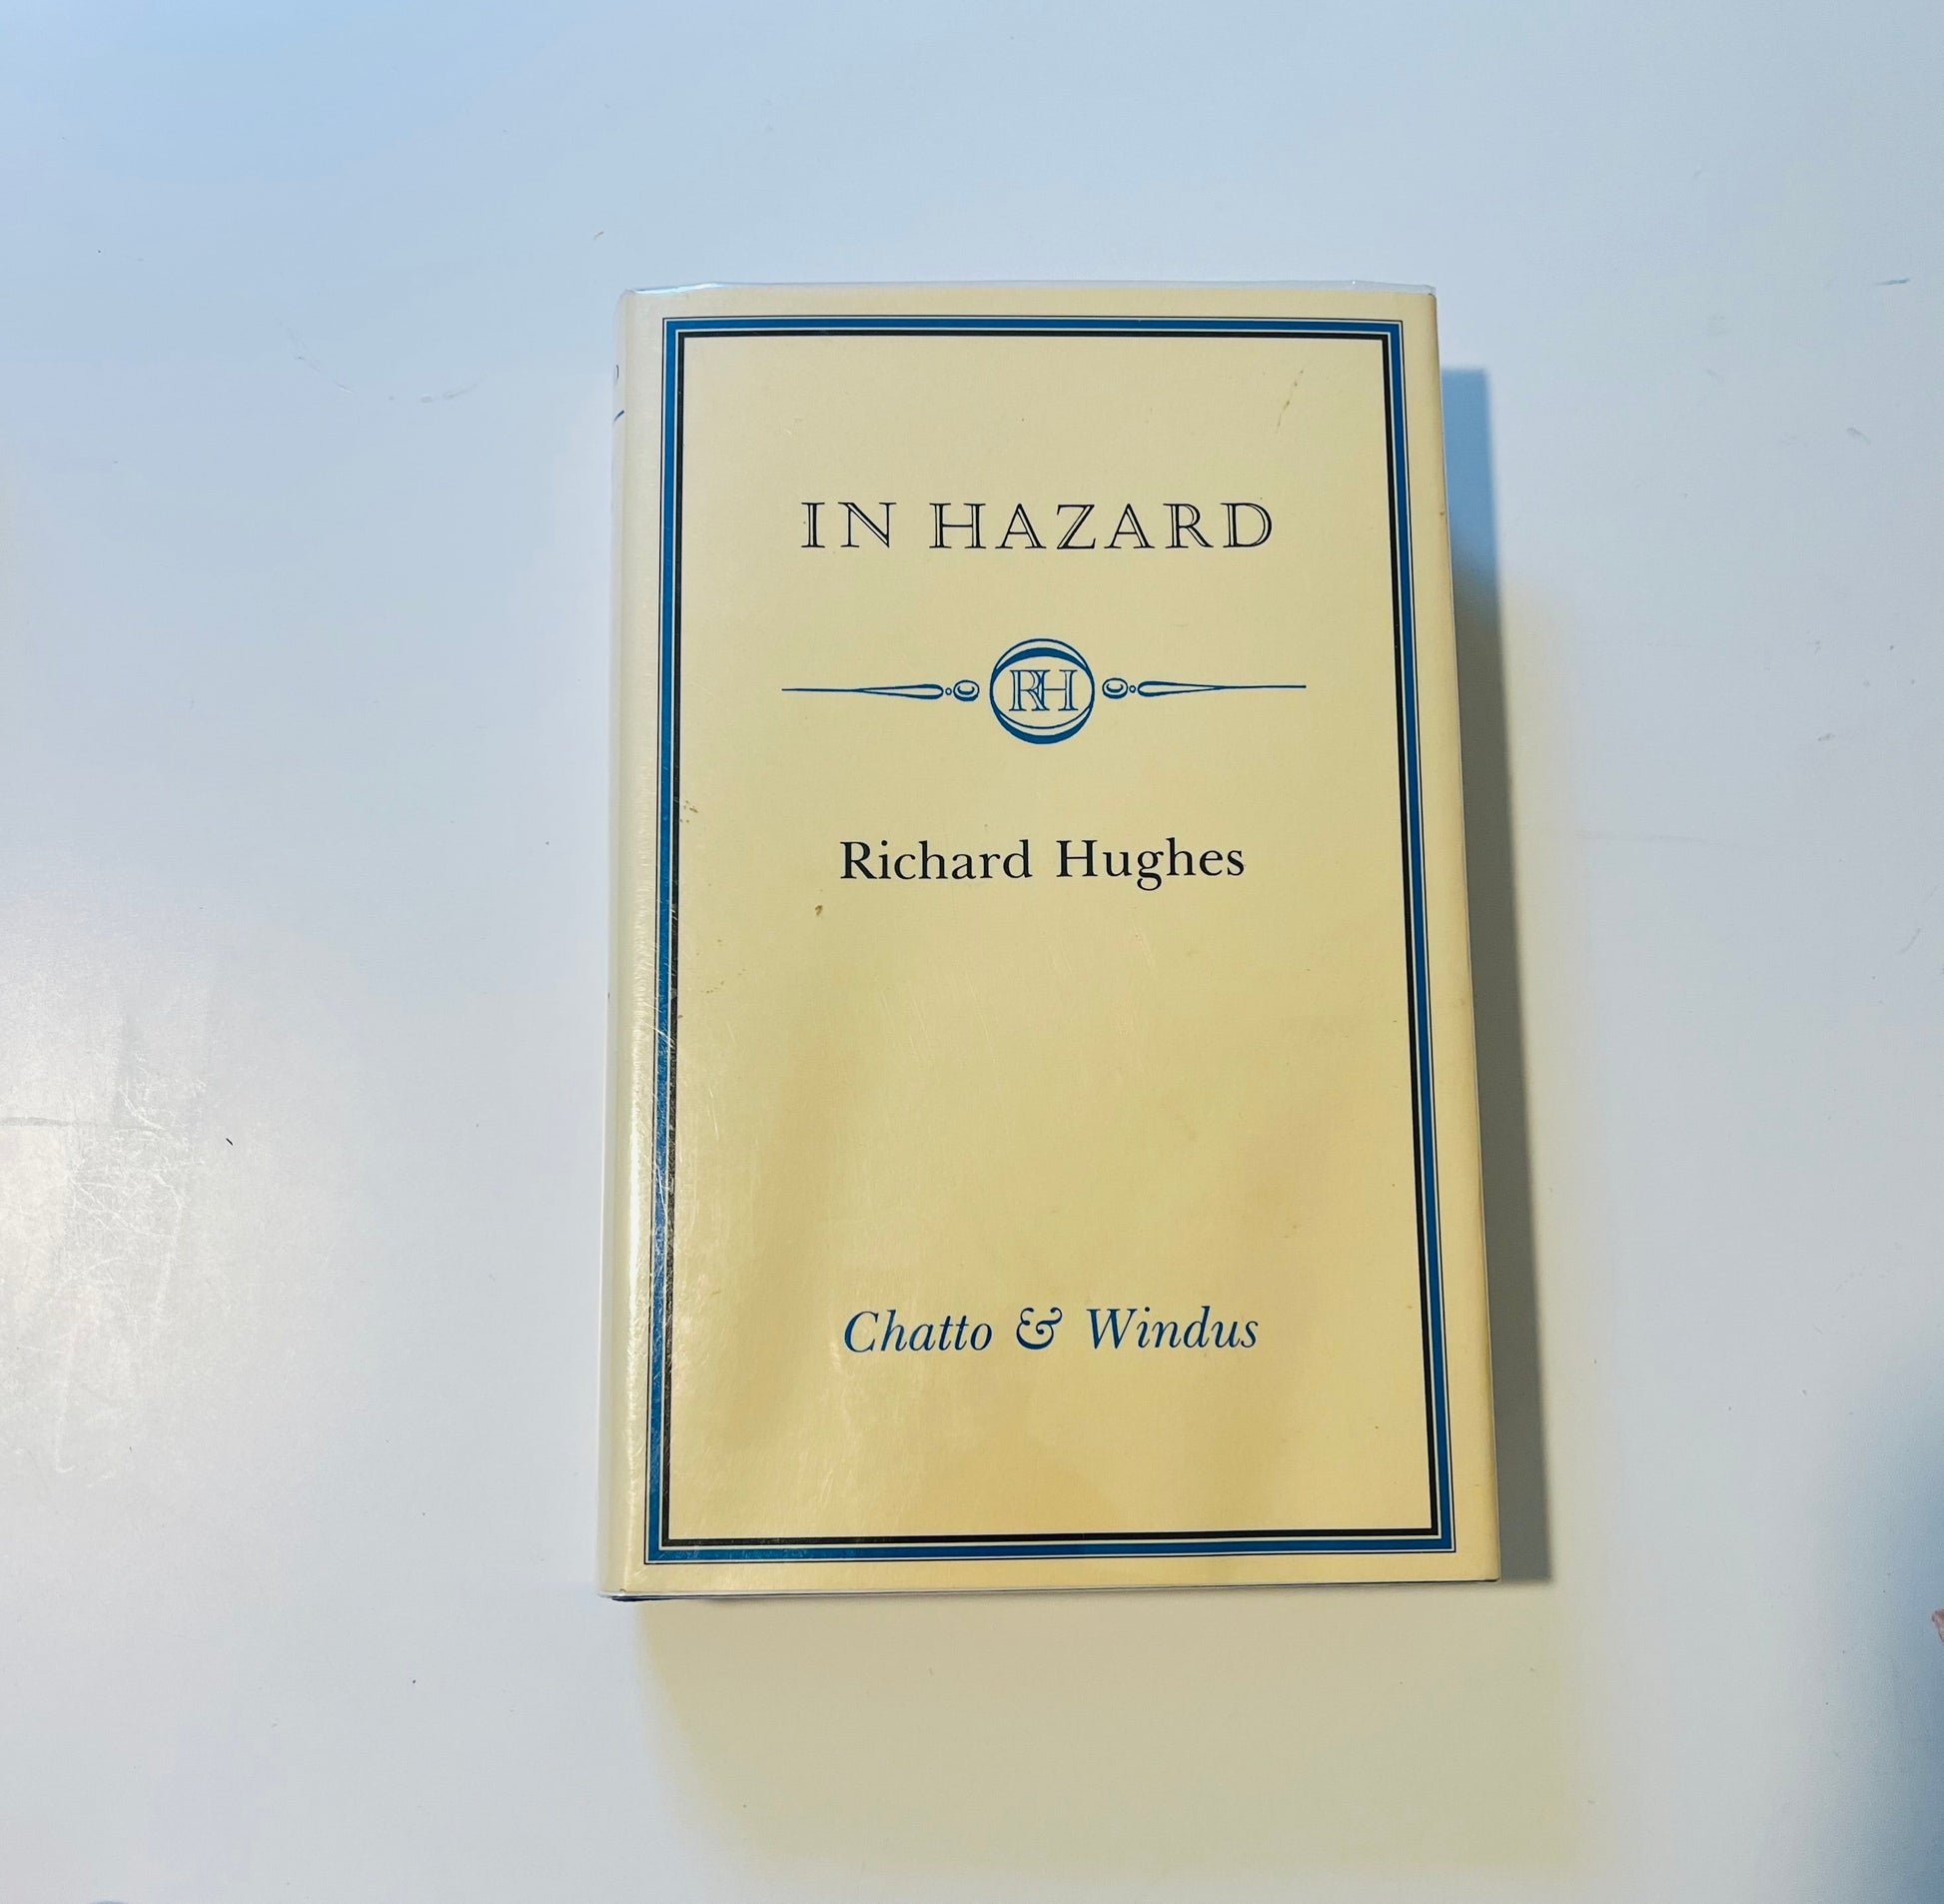 IN HAZARD
RH
Richard Hughes
Chatto & Windus